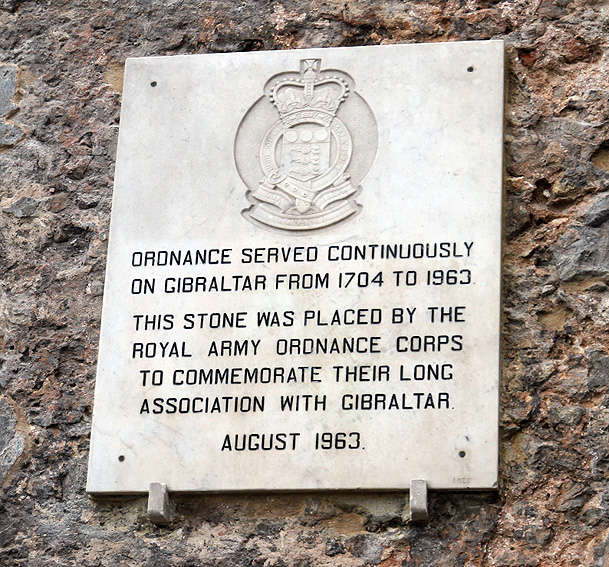 ORDNANCE SERVED CONTINUOUSLY
ON GIBRALTAR FROM 1704 TO 1963.
THIS STONE WAS PLACED BY THE
ROYAL ARMY ORDNANCE CORPS
TO COMMEMORATE THEIR LONG
ASSOCIATION WITH GIBRALTAR.
AUGUST 1963.